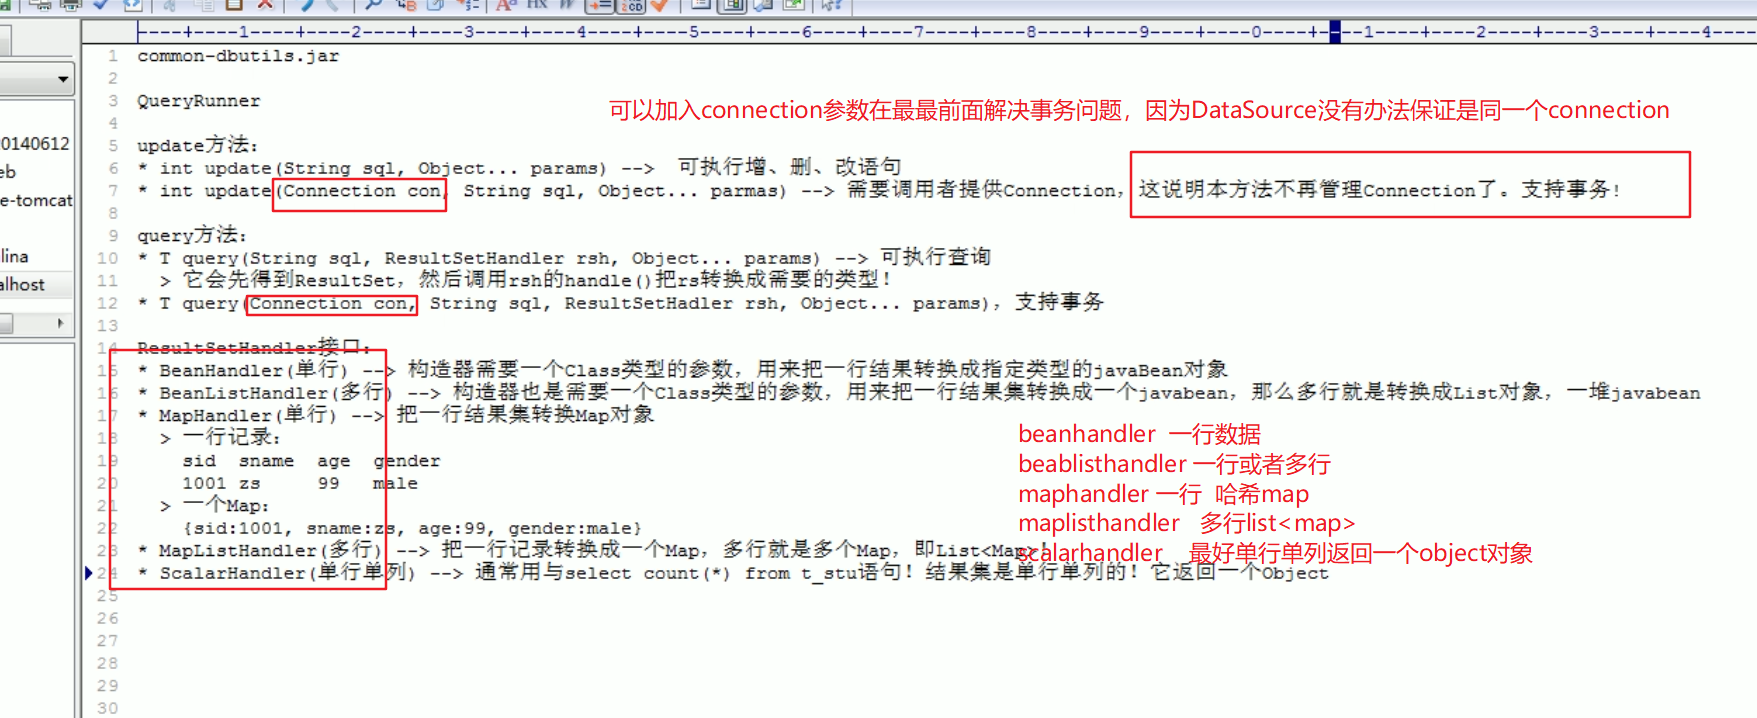 ----+----1----+----2----+----3----+----4----+----5----+----6----+----7----+----8----+----9----+----0----+----1----+----2----+----3----+----4----
0140612
eb
e-tomcat
lina
alhost
1 common-dbutils.jar
2
3 QueryRunner
可以加入connection参数在最最前面解决事务问题，因为DataSource没有办法保证是同一个connection
4
5 update方法：
6 * int update(String sql, Object... params) --> 可执行增、删、改语句
7 * int update(Connection con, String sql, Object... parmas) --> 需要调用者提供Connection，这说明本方法不再管理Connection了。支持事务！
8
9 query方法：
10 * T query(String sql, ResultSetHandler rsh, Object... params) --> 可执行查询
11 > 它会先得到ResultSet，然后调用rsh的handle()把rs转换成需要的类型！
12 * T query(Connection con, String sql, ResultSetHadler rsh, Object... params)，支持事务
13
14 ResultSetHandler接口：
15 * BeanHandler(单行) --> 构造器需要一个Class类型的参数，用来把一行结果转换成指定类型的javaBean对象
16 * BeanListHandler(多行) --> 构造器也是需要一个Class类型的参数，用来把一行结果集转换成一个javabean，那么多行就是转换成List对象，一堆javabean
17 * MapHandler(单行) --> 把一行结果集转换Map对象
18 > 一行记录：
19 sid sname age gender
20 1001 zs 99 male
21 > 一个Map：
22 {sid:1001, sname:zs, age:99, gender:male}
23 * MapListHandler(多行) --> 把一行记录转换成一个Map，多行就是多个Map，即List<Map>！
24 * ScalarHandler(单行单列) --> 通常用与select count(*) from t_stu语句！结果集是单行单列的！它返回一个Object
25
26
27
28
29
30
beanhandler 一行数据
beablisthandler 一行或者多行
maphandler 一行 哈希map
maplisthandler 多行list<map>
scalarhandler 最好单行单列返回一个object对象